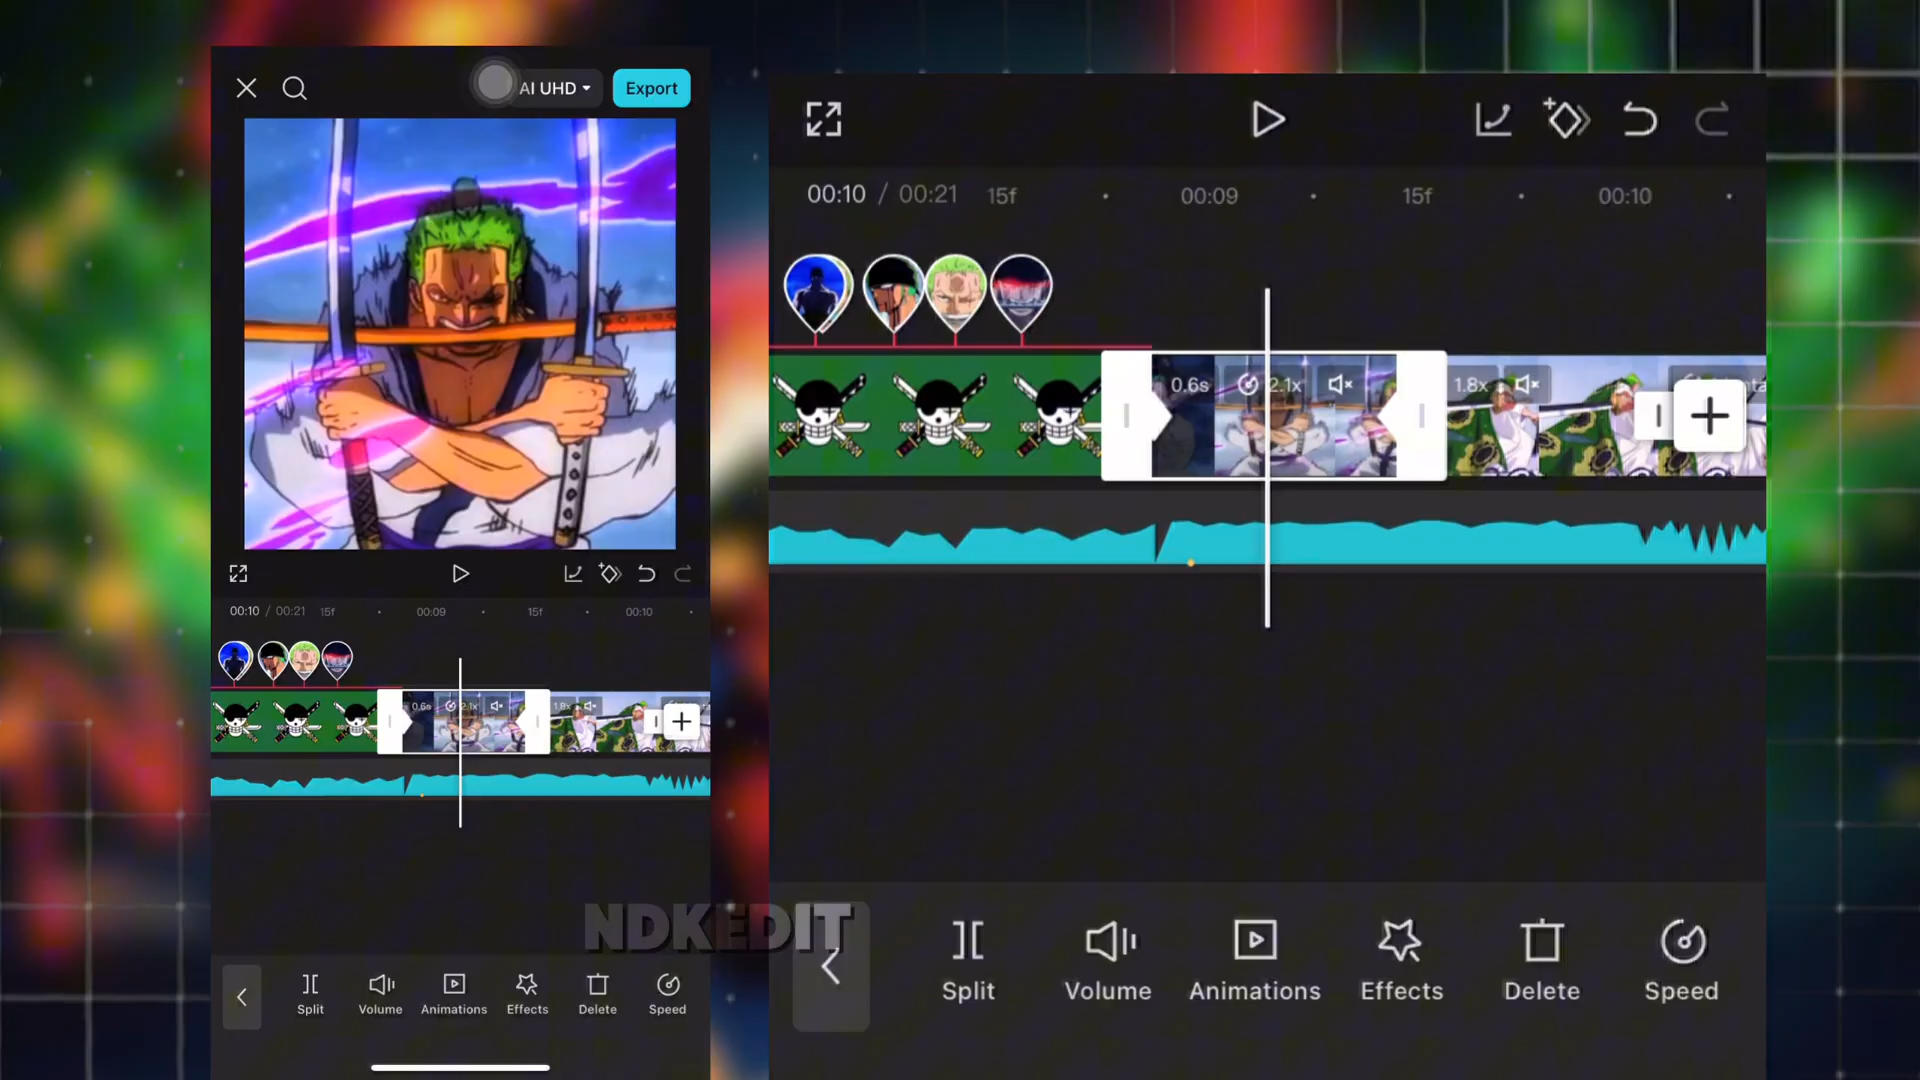 AI UHD
Export
00:10 / 00:21 15f 00:09 15f 00:10
0.6s 2.1x 1.8x
Split Volume Animations Effects Delete Speed
00:10 / 00:21 15f 00:09 15f 00:10
0.6s 2.1x 1.8x
NDKEDIT
Split Volume Animations Effects Delete Speed